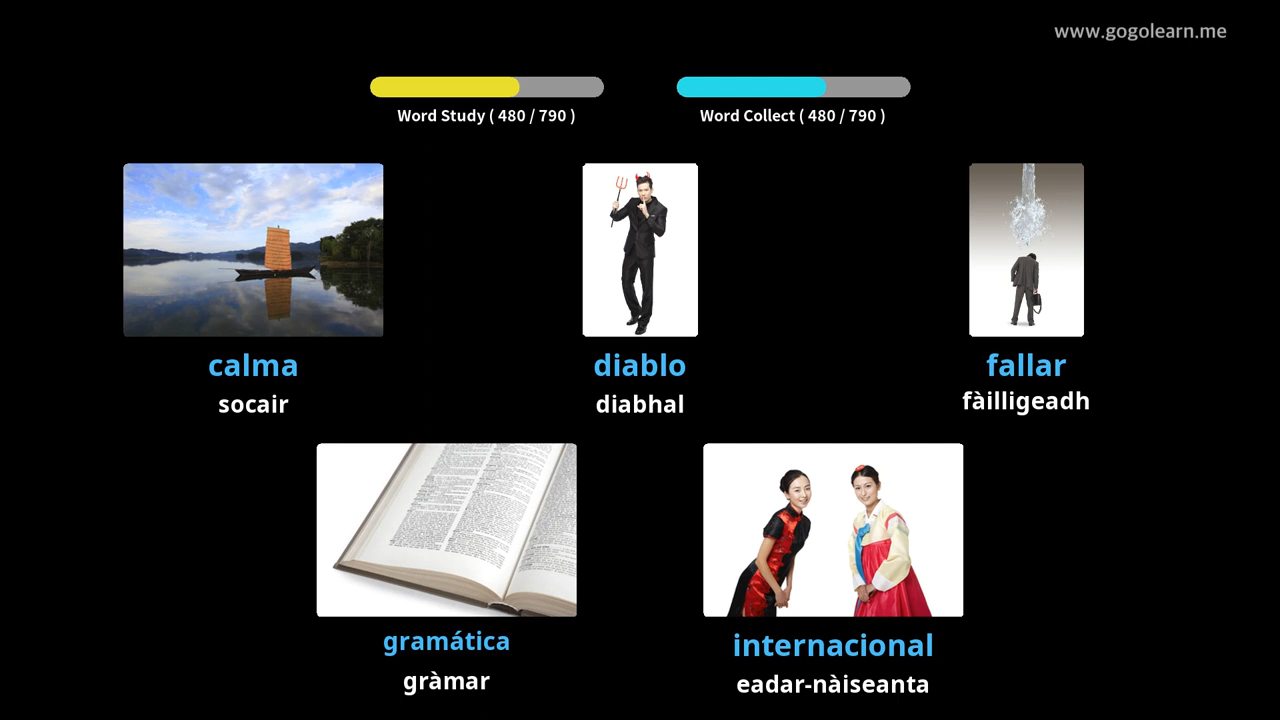 www.gogolearn.me
Word Study ( 480 / 790 )
Word Collect ( 480 / 790 )
calma
socair
diablo
diabhal
fallar
fàilligeadh
gramática
gràmar
internacional
eadar-nàiseanta